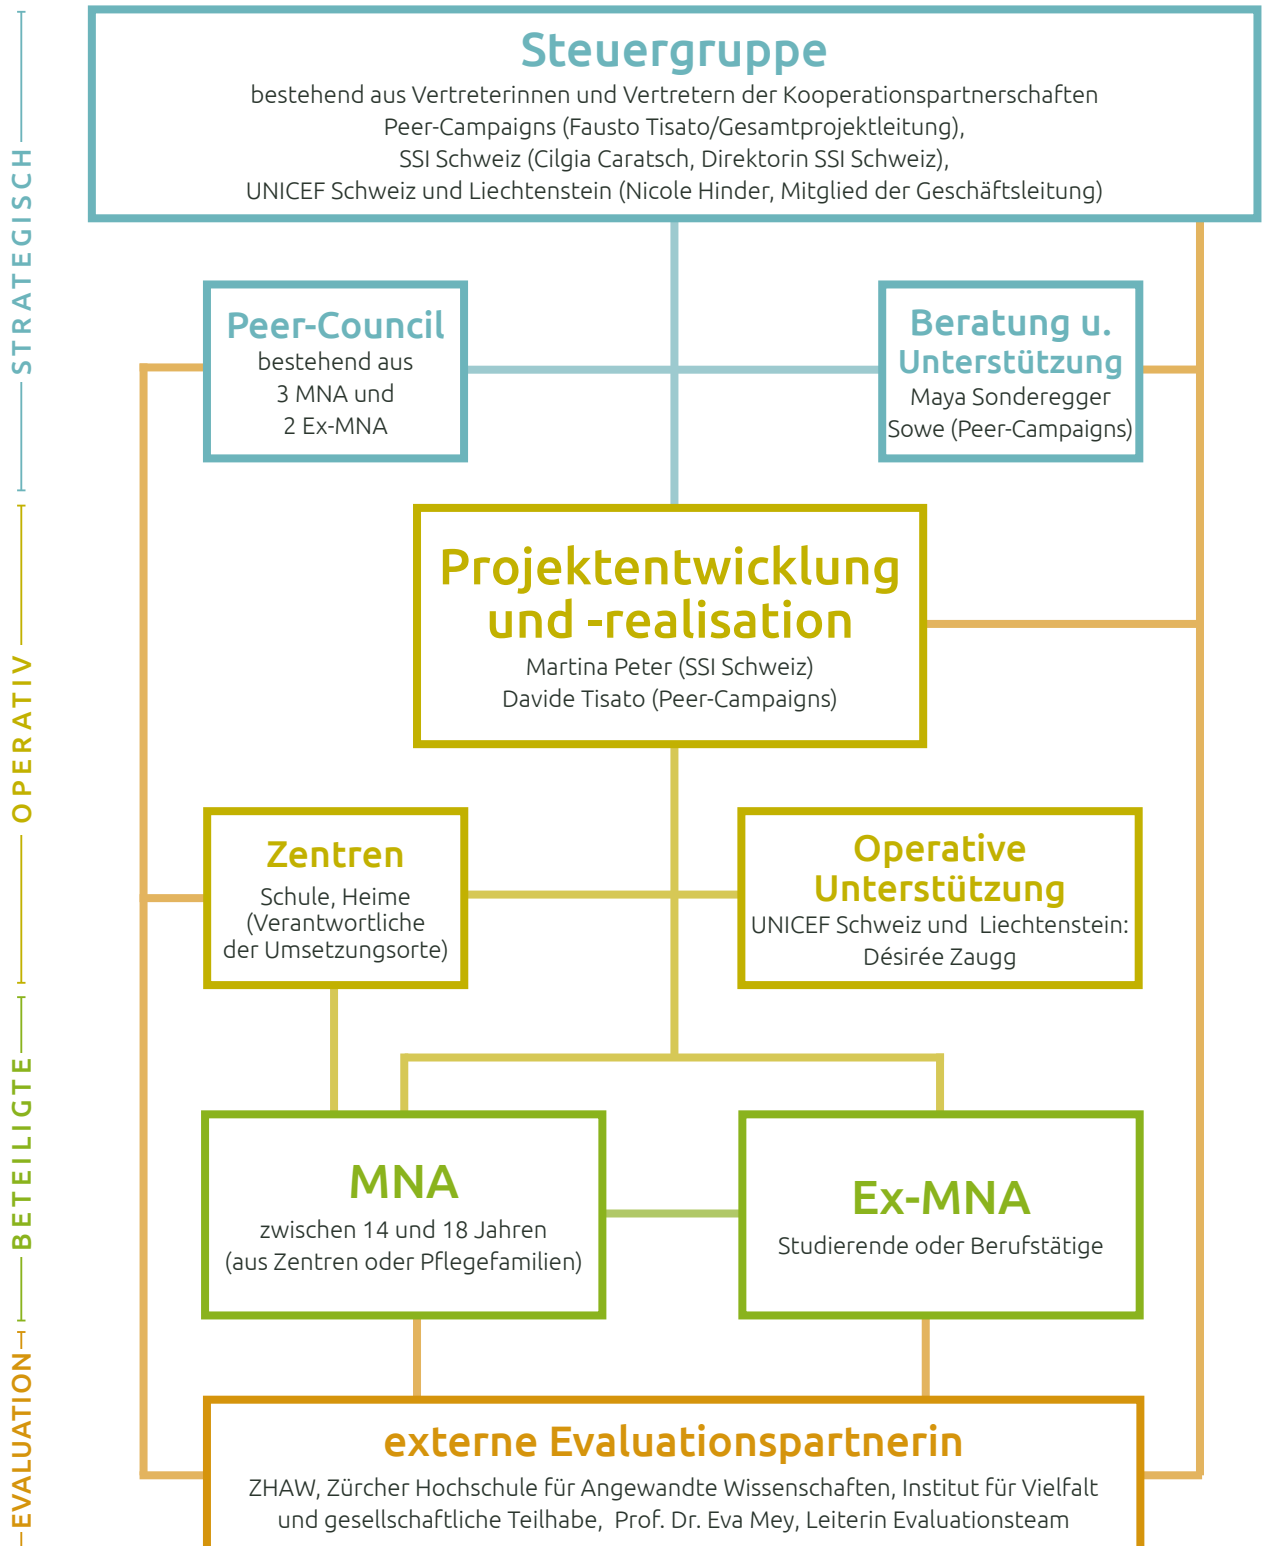 STRATEGISCH
Steuergruppe
bestehend aus Vertreterinnen und Vertretern der Kooperationspartnerschaften
Peer-Campaigns (Fausto Tisato/Gesamtprojektleitung),
SSI Schweiz (Cilgia Caratsch, Direktorin SSI Schweiz),
UNICEF Schweiz und Liechtenstein (Nicole Hinder, Mitglied der Geschäftsleitung)
Peer-Council
bestehend aus
3 MNA und
2 Ex-MNA
Beratung u.
Unterstützung
Maya Sonderegger
Sowe (Peer-Campaigns)
OPERATIV
Projektentwicklung
und -realisation
Martina Peter (SSI Schweiz)
Davide Tisato (Peer-Campaigns)
Zentren
Schule, Heime
(Verantwortliche
der Umsetzungsorte)
Operative
Unterstützung
UNICEF Schweiz und Liechtenstein:
Désirée Zaugg
BETEILIGTE
MNA
zwischen 14 und 18 Jahren
(aus Zentren oder Pflegefamilien)
Ex-MNA
Studierende oder Berufstätige
EVALUATION
externe Evaluationspartnerin
ZHAW, Zürcher Hochschule für Angewandte Wissenschaften, Institut für Vielfalt
und gesellschaftliche Teilhabe, Prof. Dr. Eva Mey, Leiterin Evaluationsteam